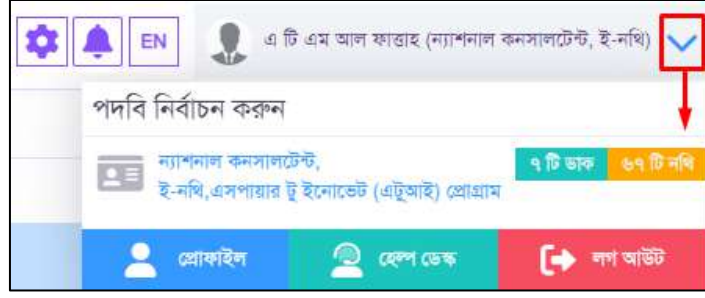 EN
এ টি এম আল ফাত্তাহ (ন্যাশনাল কনসালটেন্ট, ই-নথি)
পদবি নির্বাচন করুন
ন্যাশনাল কনসালটেন্ট,
ই-নথি,এসপায়ার টু ইনোভেট (এটুআই) প্রোগ্রাম
৭ টি ডাক ৬৭ টি নথি
প্রোফাইল হেল্প ডেস্ক লগ আউট